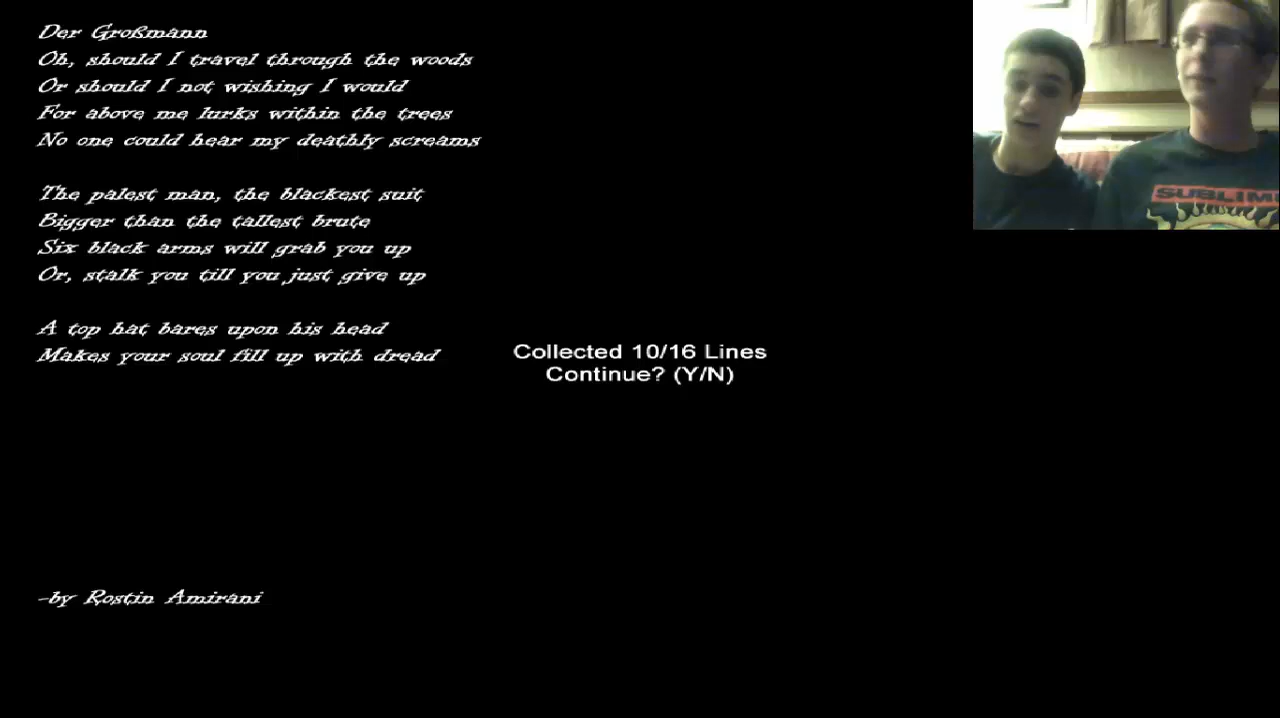 Der Großmann
Oh, should I travel through the woods
Or should I not wishing I would
For above me lurks within the trees
No one could hear my deathly screams
The palest man, the blackest suit
Bigger than the tallest brute
Six black arms will grab you up
Or, stalk you till you just give up
A top hat bares upon his head
Makes your soul fill up with dread
Collected 10/16 Lines
Continue? (Y/N)
-by Rostin Amirani
SUBLIM